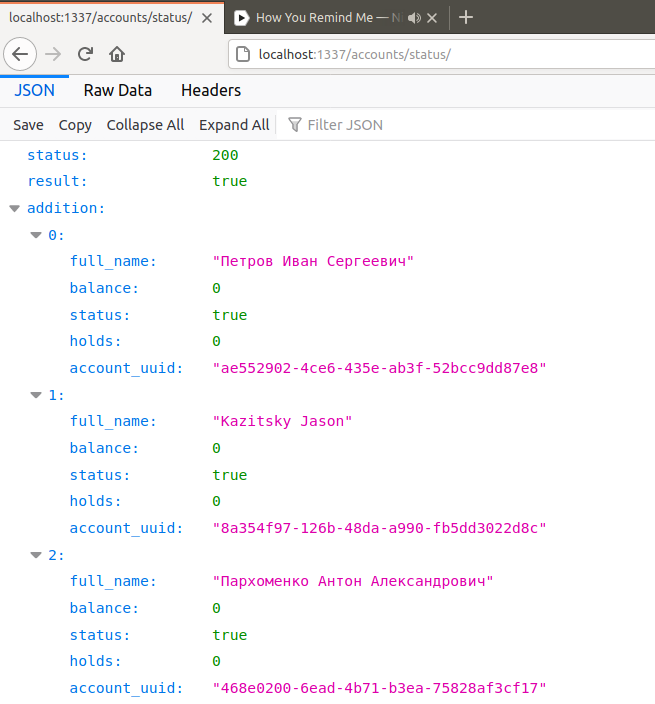 localhost:1337/accounts/status/
How You Remind Me — Ni
localhost:1337/accounts/status/
JSON Raw Data Headers
Save Copy Collapse All Expand All Filter JSON
status: 200
result: true
addition:
0:
full_name: "Петров Иван Сергеевич"
balance: 0
status: true
holds: 0
account_uuid: "ae552902-4ce6-435e-ab3f-52bcc9dd87e8"
1:
full_name: "Kazitsky Jason"
balance: 0
status: true
holds: 0
account_uuid: "8a354f97-126b-48da-a990-fb5dd3022d8c"
2:
full_name: "Пархоменко Антон Александрович"
balance: 0
status: true
holds: 0
account_uuid: "468e0200-6ead-4b71-b3ea-75828af3cf17"